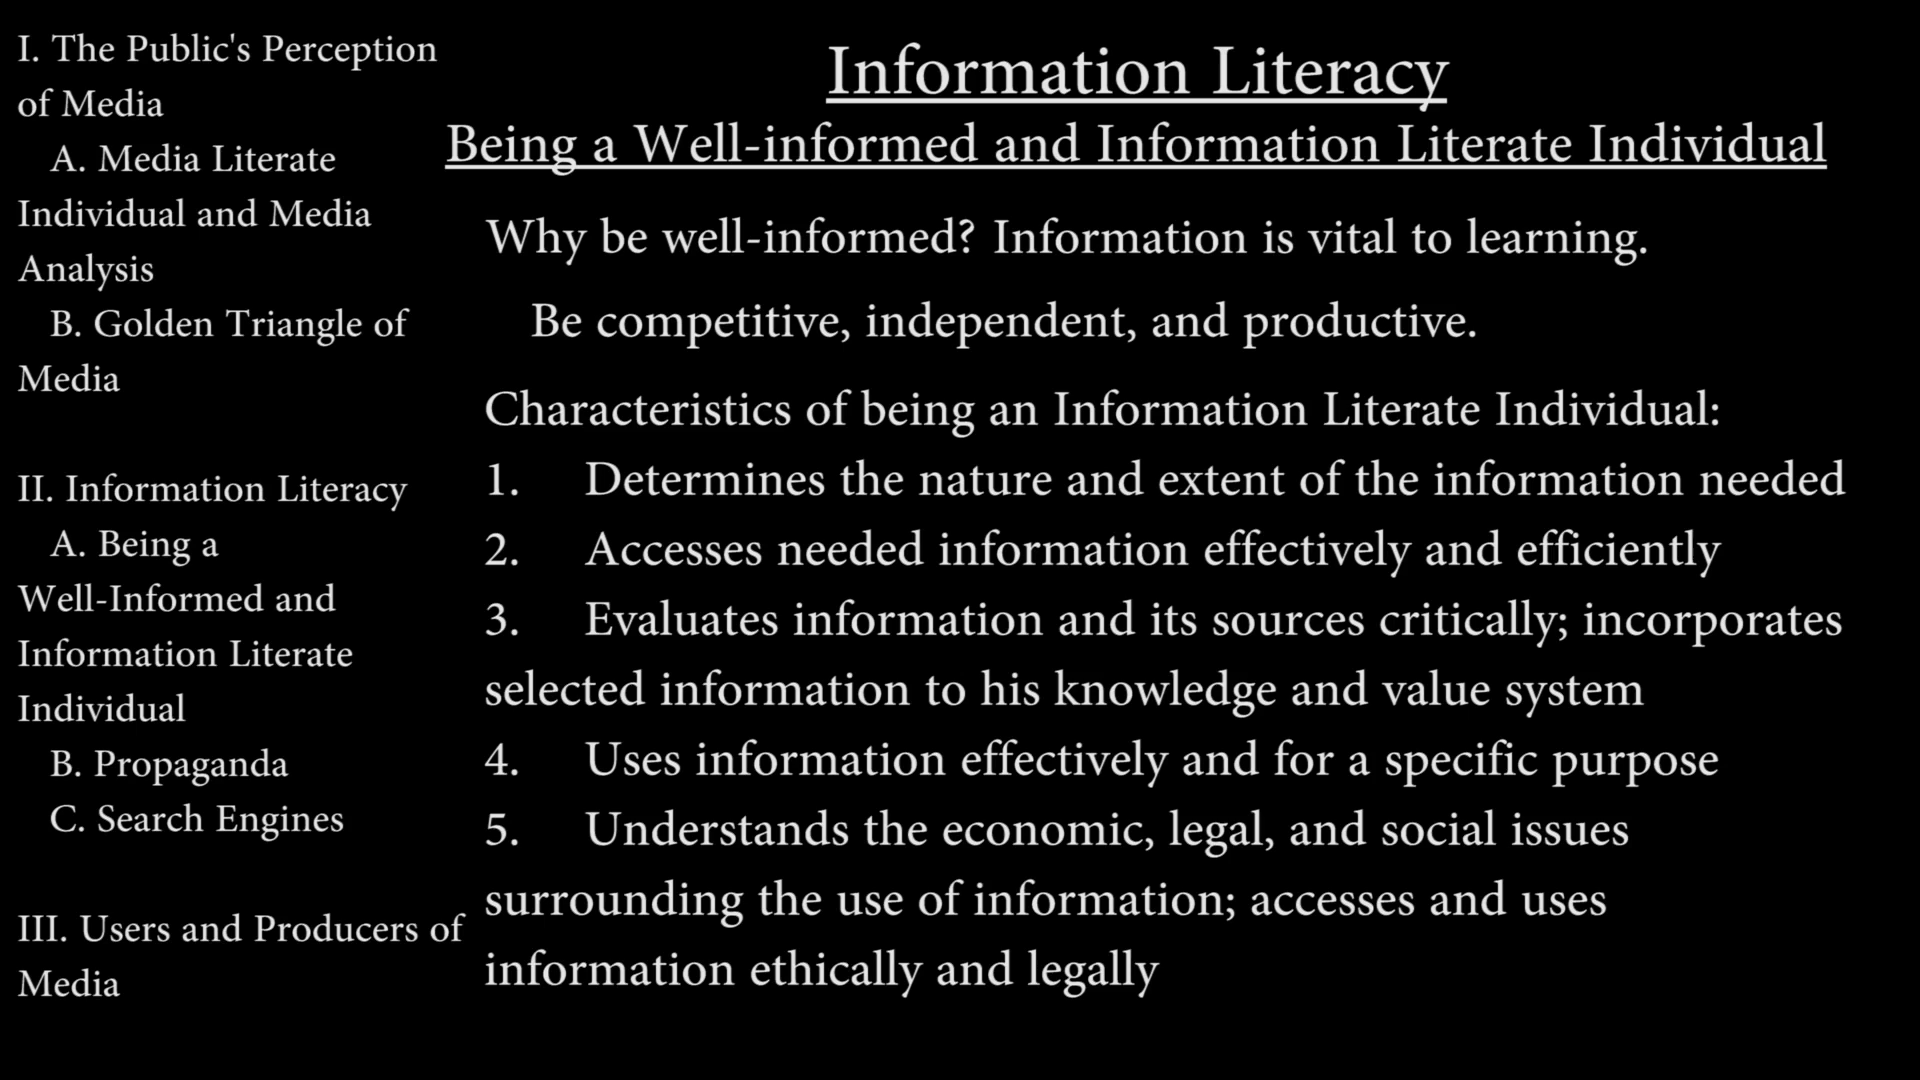 I. The Public's Perception
of Media
A. Media Literate
Individual and Media
Analysis
B. Golden Triangle of
Media
II. Information Literacy
A. Being a
Well-Informed and
Information Literate
Individual
B. Propaganda
C. Search Engines
III. Users and Producers of
Media
Information Literacy
Being a Well-informed and Information Literate Individual
Why be well-informed? Information is vital to learning.
Be competitive, independent, and productive.
Characteristics of being an Information Literate Individual:
1. Determines the nature and extent of the information needed
2. Accesses needed information effectively and efficiently
3. Evaluates information and its sources critically; incorporates
selected information to his knowledge and value system
4. Uses information effectively and for a specific purpose
5. Understands the economic, legal, and social issues
surrounding the use of information; accesses and uses
information ethically and legally